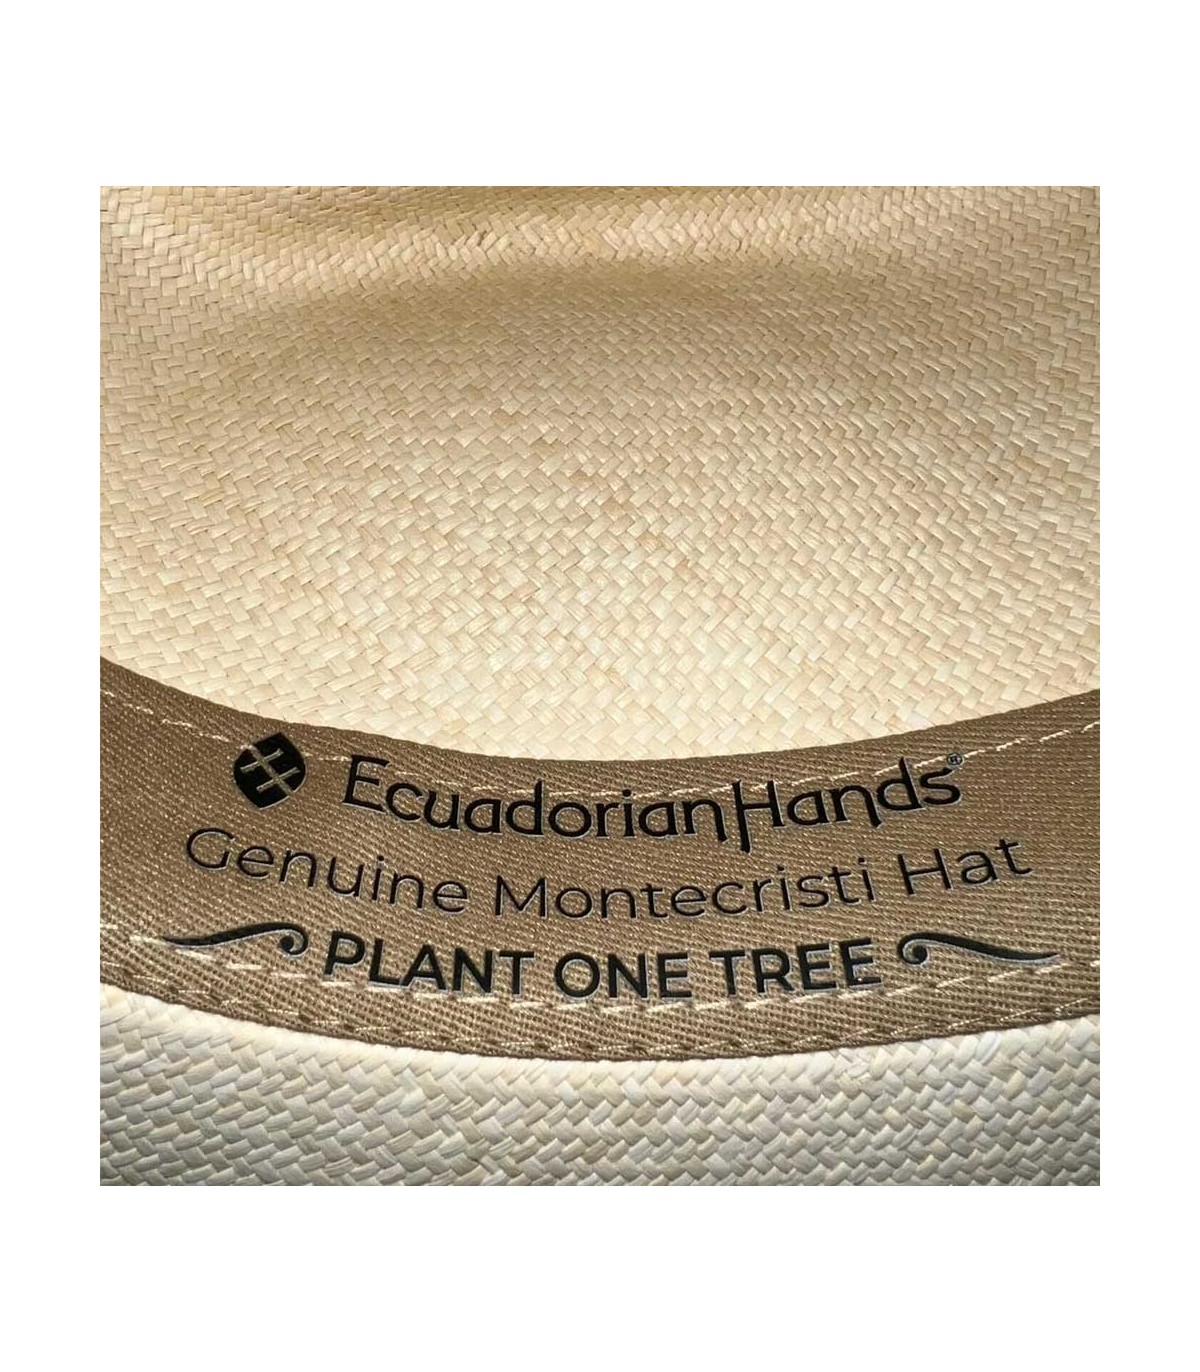 EcuadorianHands®
Genuine Montecristi Hat
PLANT ONE TREE